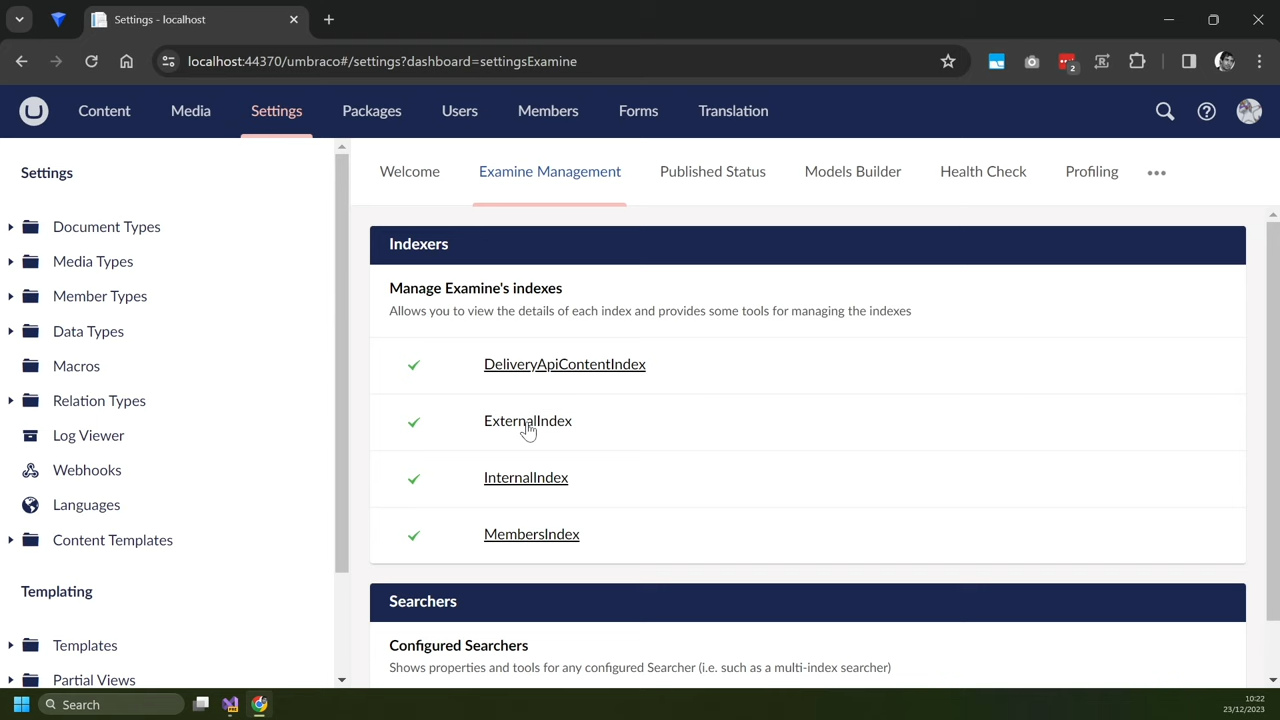 Settings - localhost
localhost:44370/umbraco#/settings?dashboard=settingsExamine
2
Content Media Settings Packages Users Members Forms Translation
Settings
Document Types
Media Types
Member Types
Data Types
Macros
Relation Types
Log Viewer
Webhooks
Languages
Content Templates
Templating
Templates
Partial Views
Welcome Examine Management Published Status Models Builder Health Check Profiling
Indexers
Manage Examine's indexes
Allows you to view the details of each index and provides some tools for managing the indexes
DeliveryApiContentIndex
ExternalIndex
InternalIndex
MembersIndex
Searchers
Configured Searchers
Shows properties and tools for any configured Searcher (i.e. such as a multi-index searcher)
Search
10:22
23/12/2023